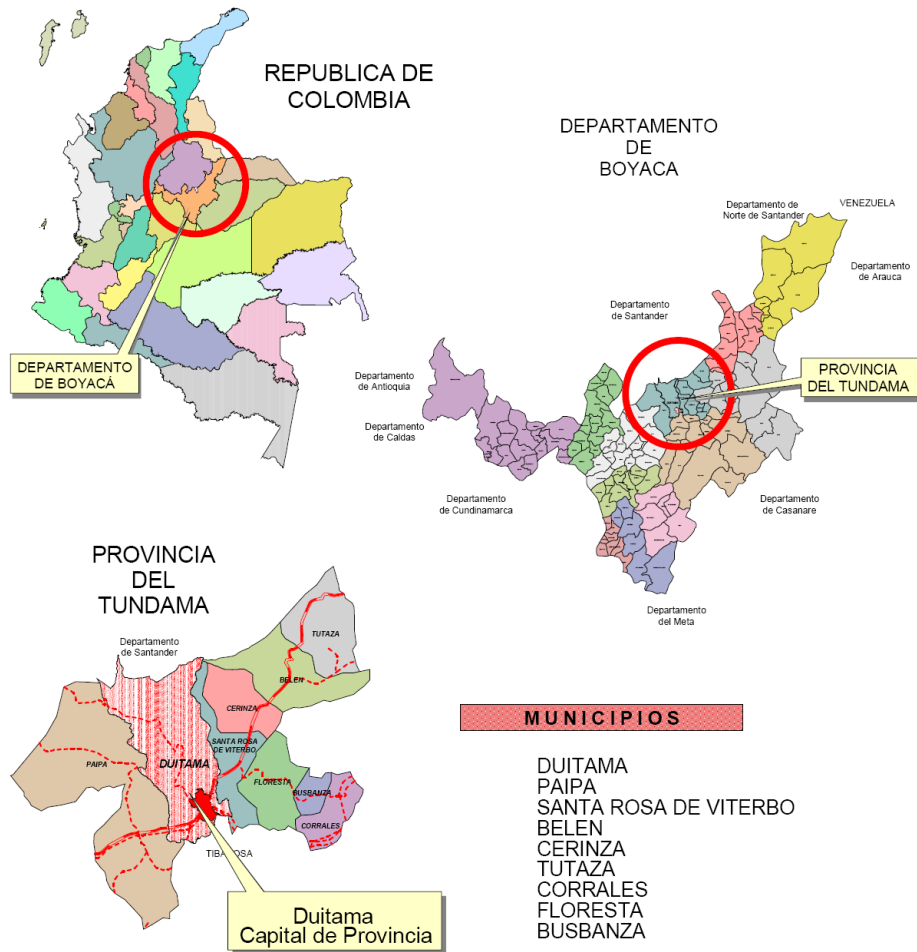 REPUBLICA DE
COLOMBIA
DEPARTAMENTO
DE BOYACÁ
DEPARTAMENTO
DE
BOYACA
Departamento de
Norte de Santander
VENEZUELA
Departamento
de Arauca
Departamento
de Santander
PROVINCIA
DEL TUNDAMA
Departamento
de Antioquia
Departamento
de Caldas
Departamento
de Cundinamarca
Departamento
de Casanare
Departamento
del Meta
PROVINCIA
DEL
TUNDAMA
Departamento
de Santander
TUTAZA
BELEN
CERINZA
SANTA ROSA
DE VITERBO
PAIPA
DUITAMA
FLORESTA
BUSBANZA
CORRALES
Duitama
Capital de Provincia
MUNICIPIOS
DUITAMA
PAIPA
SANTA ROSA DE VITERBO
BELEN
CERINZA
TUTAZA
CORRALES
FLORESTA
BUSBANZA